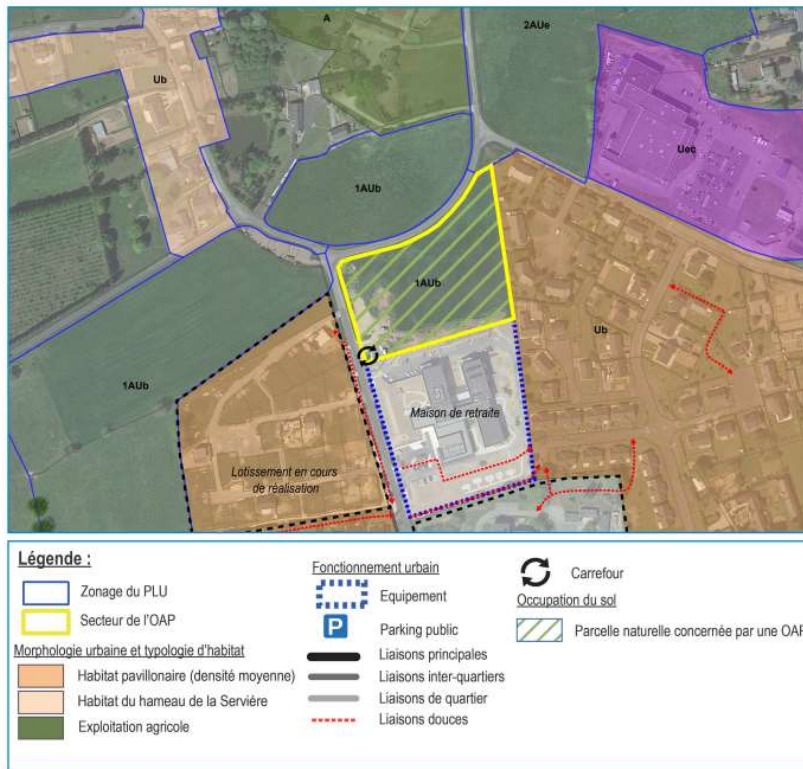 A
2AUe
Ub
Uec
1AUb
1AUb
Ub
1AUb
Maison de retraite
Lotissement en cours
de réalisation
Légende :
Zonage du PLU
Secteur de l'OAP
Morphologie urbaine et typologie d'habitat
Habitat pavillonaire (densité moyenne)
Habitat du hameau de la Servière
Exploitation agricole
Fonctionnement urbain
Equipement
P
Parking public
Liaisons principales
Liaisons inter-quartiers
Liaisons de quartier
Liaisons douces
Carrefour
Occupation du sol
Parcelle naturelle concernée par une OAP